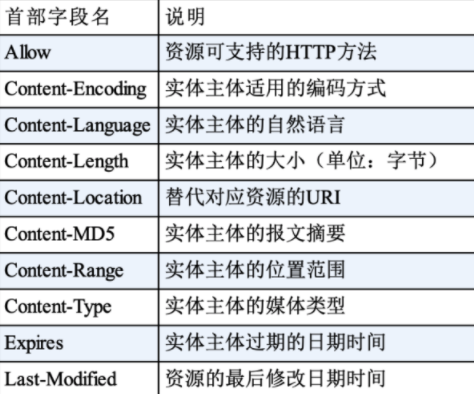 首部字段名 说明
Allow 资源可支持的HTTP方法
Content-Encoding 实体主体适用的编码方式
Content-Language 实体主体的自然语言
Content-Length 实体主体的大小（单位：字节）
Content-Location 替代对应资源的URI
Content-MD5 实体主体的报文摘要
Content-Range 实体主体的位置范围
Content-Type 实体主体的媒体类型
Expires 实体主体过期的日期时间
Last-Modified 资源的最后修改日期时间